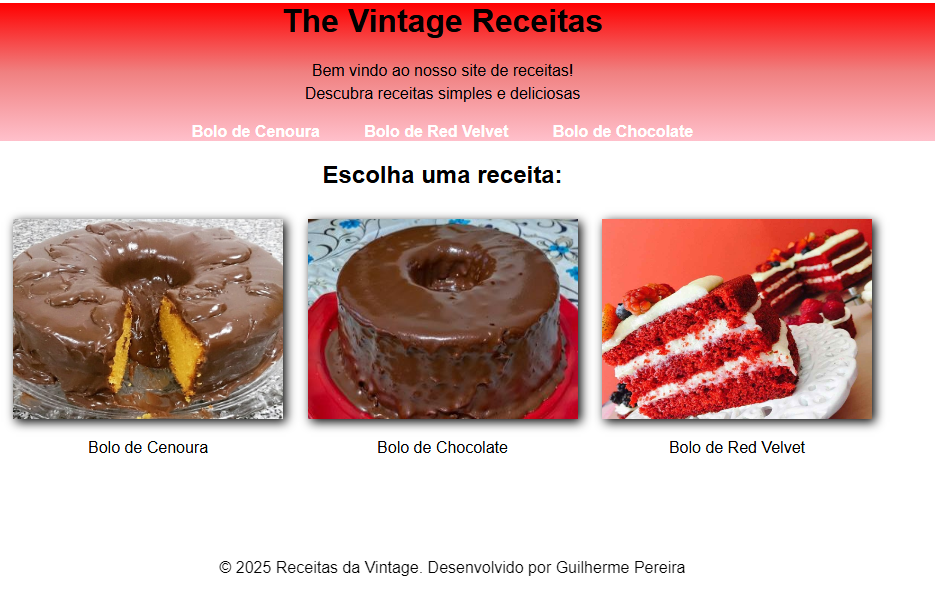 The Vintage Receitas
Bem vindo ao nosso site de receitas!
Descubra receitas simples e deliciosas
Bolo de Cenoura Bolo de Red Velvet Bolo de Chocolate
Escolha uma receita:
Bolo de Cenoura Bolo de Chocolate Bolo de Red Velvet
© 2025 Receitas da Vintage. Desenvolvido por Guilherme Pereira